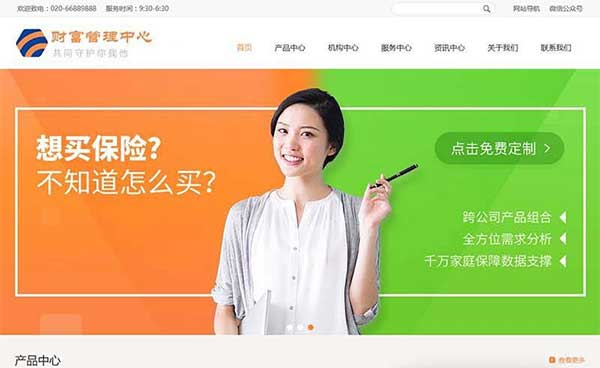 欢迎致电:020-66889888 服务时间:9:30-6:30 网站导航 微信公众号
财富管理中心
共同守护你我他
首页 产品中心 机构中心 服务中心 资讯中心 关于我们 联系我们
想买保险?
不知道怎么买?
点击免费定制
跨公司产品组合
全方位需求分析
千万家庭保障数据支撑
产品中心 查看更多